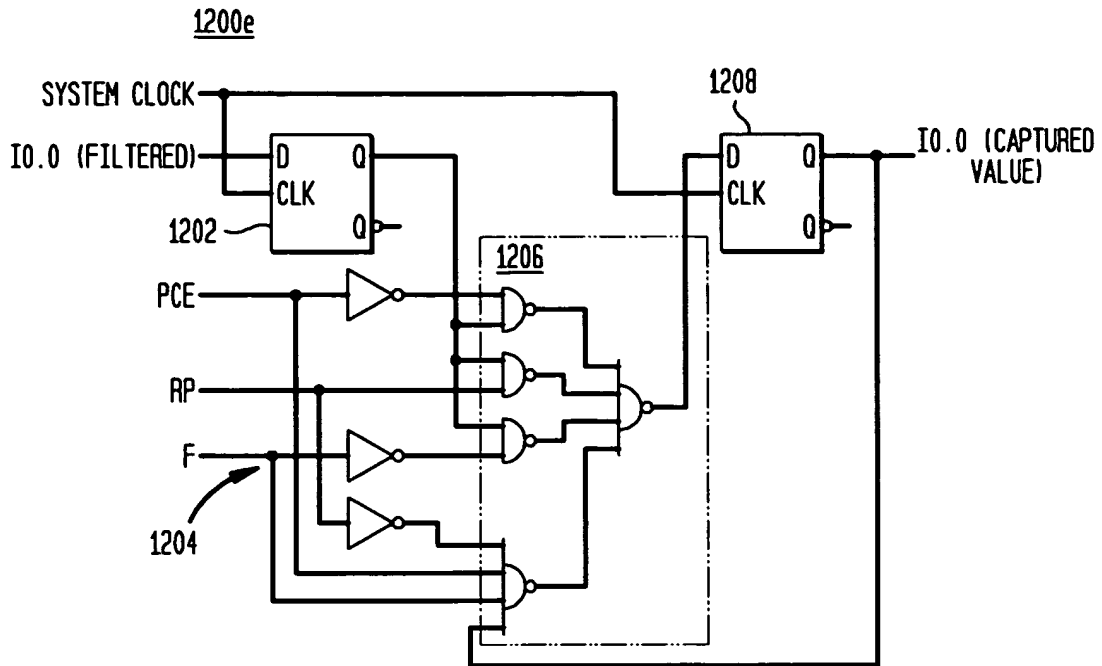 1200e
SYSTEM CLOCK
1208
I0.0 (FILTERED)
D Q
CLK
Q
1202
D Q
CLK
Q
I0.0 (CAPTURED
VALUE)
1206
PCE
RP
F
1204